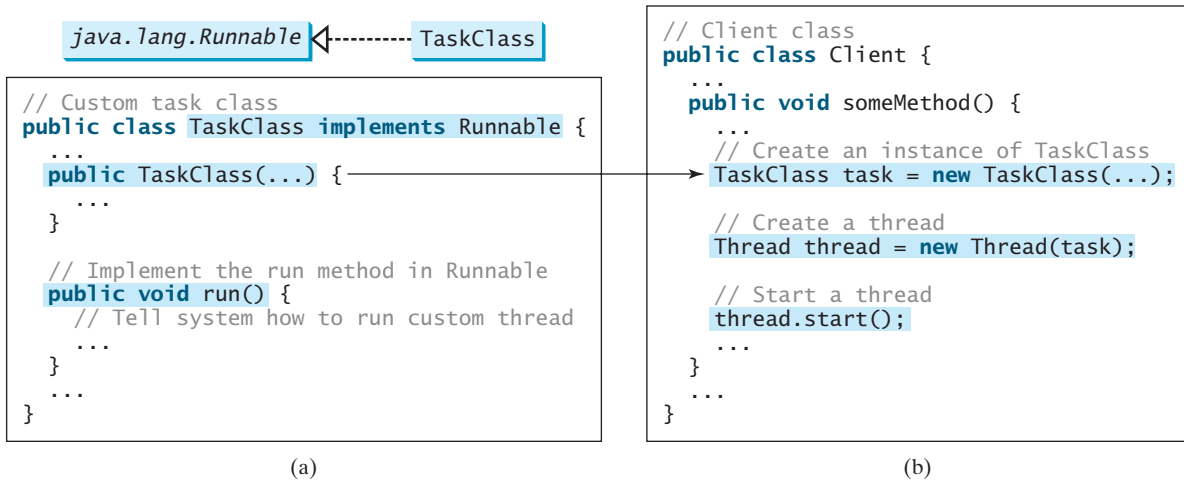 java.lang.Runnable
TaskClass
// Custom task class
public class TaskClass implements Runnable {
...
public TaskClass(...) {
...
}
// Implement the run method in Runnable
public void run() {
// Tell system how to run custom thread
...
}
...
}
(a)
// Client class
public class Client {
...
public void someMethod() {
...
// Create an instance of TaskClass
TaskClass task = new TaskClass(...);
// Create a thread
Thread thread = new Thread(task);
// Start a thread
thread.start();
...
}
...
}
(b)